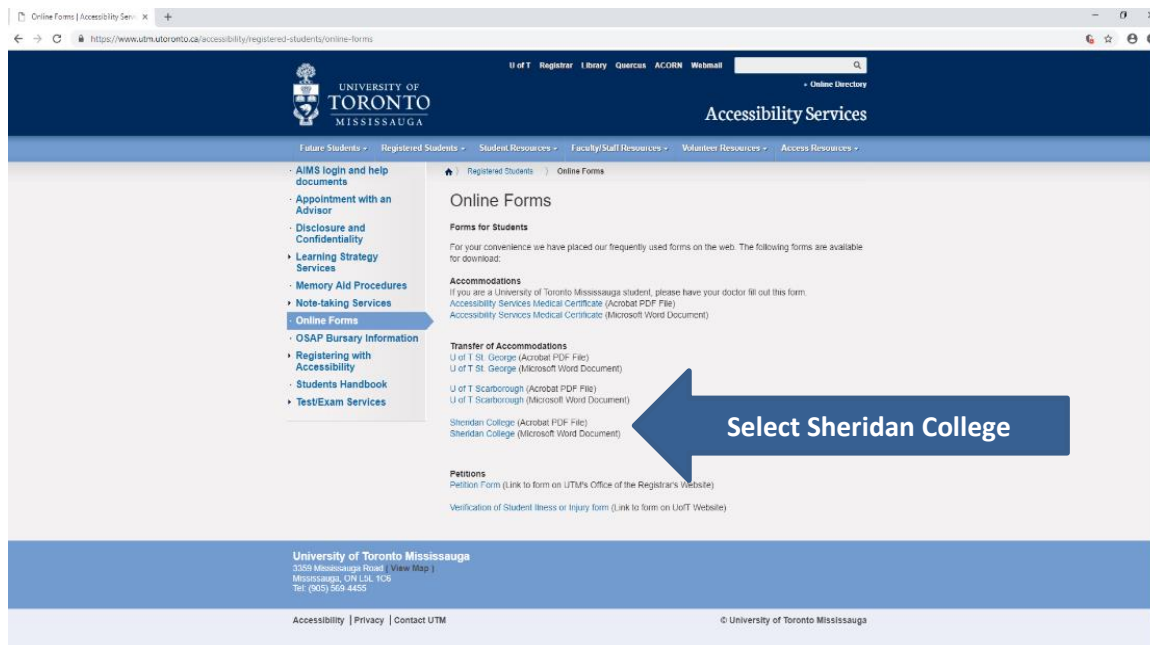 Online Forms | Accessibility Servi
https://www.utm.utoronto.ca/accessibility/registered-students/online-forms
U of T Registrar Library Quercus ACORN Webmail
Online Directory
UNIVERSITY OF
TORONTO
MISSISSAUGA
Accessibility Services
Future Students Registered Students Student Resources Faculty/Staff Resources Volunteer Resources Access Resources
AIMS login and help
documents
Appointment with an
Advisor
Disclosure and
Confidentiality
Learning Strategy
Services
Memory Aid Procedures
Note-taking Services
Online Forms
OSAP Bursary Information
Registering with
Accessibility
Students Handbook
Test/Exam Services
Registered Students Online Forms
Online Forms
Forms for Students
For your convenience we have placed our frequently used forms on the web. The following forms are available
for download:
Accommodations
If you are a University of Toronto Mississauga student, please have your doctor fill out this form.
Accessibility Services Medical Certificate (Acrobat PDF File)
Accessibility Services Medical Certificate (Microsoft Word Document)
Transfer of Accommodations
U of T St. George (Acrobat PDF File)
U of T St. George (Microsoft Word Document)
U of T Scarborough (Acrobat PDF File)
U of T Scarborough (Microsoft Word Document)
Sheridan College (Acrobat PDF File)
Sheridan College (Microsoft Word Document)
Select Sheridan College
Petitions
Petition Form (Link to form on UTM's Office of the Registrar's Website)
Verification of Student Illness or Injury form (Link to form on UofT Website)
University of Toronto Mississauga
3359 Mississauga Road ( View Map )
Mississauga, ON L5L 1C6
Tel: (905) 569-4455
Accessibility | Privacy | Contact UTM
© University of Toronto Mississauga